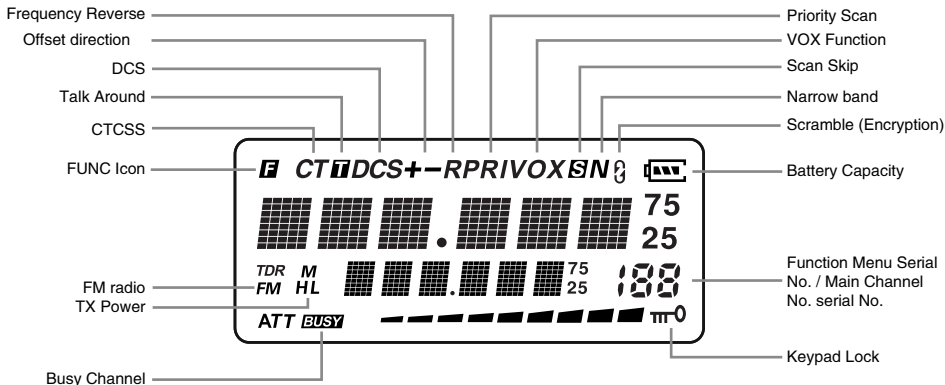 Frequency Reverse
Offset direction
DCS
Talk Around
CTCSS
FUNC Icon
FM radio
TX Power
Busy Channel
Priority Scan
VOX Function
Scan Skip
Narrow band
Scramble (Encryption)
Battery Capacity
Function Menu Serial
No. / Main Channel
No. serial No.
Keypad Lock
F CT T DCS+-RPRIVOX S N
75
25
TDR M
FM HL
75
25
188
ATT BUSY